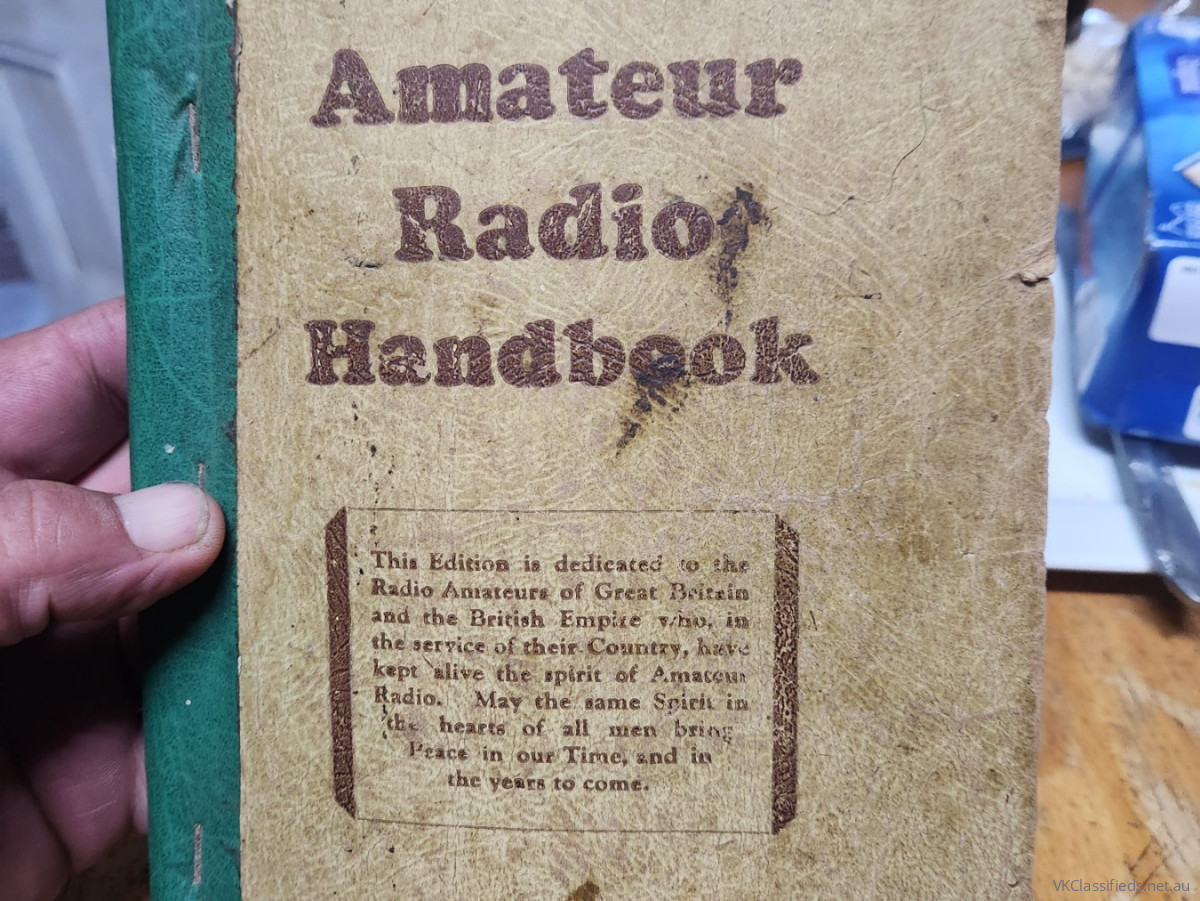 Amateur
Radio
Handbook
This Edition is dedicated to the
Radio Amateurs of Great Britain
and the British Empire who, in
the service of their Country, have
kept alive the spirit of Amateur
Radio. May the same Spirit in
the hearts of all men bring
Peace in our Time, and in
the years to come.
VKClassifieds.net.au